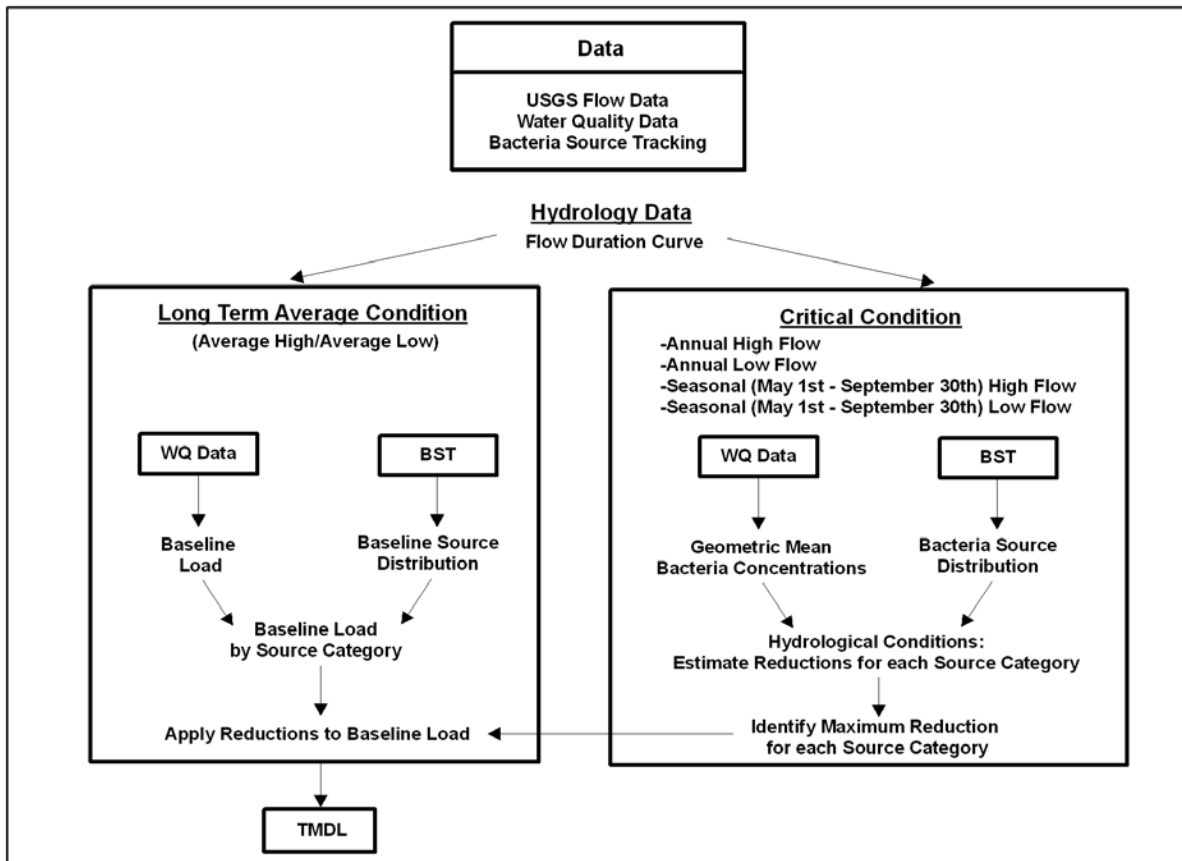 Data
USGS Flow Data
Water Quality Data
Bacteria Source Tracking
Hydrology Data
Flow Duration Curve
Long Term Average Condition
(Average High/Average Low)
WQ Data
BST
Baseline
Load
Baseline Source
Distribution
Baseline Load
by Source Category
Apply Reductions to Baseline Load
TMDL
Critical Condition
-Annual High Flow
-Annual Low Flow
-Seasonal (May 1st - September 30th) High Flow
-Seasonal (May 1st - September 30th) Low Flow
WQ Data
BST
Geometric Mean
Bacteria Concentrations
Bacteria Source
Distribution
Hydrological Conditions:
Estimate Reductions for each Source Category
Identify Maximum Reduction
for each Source Category